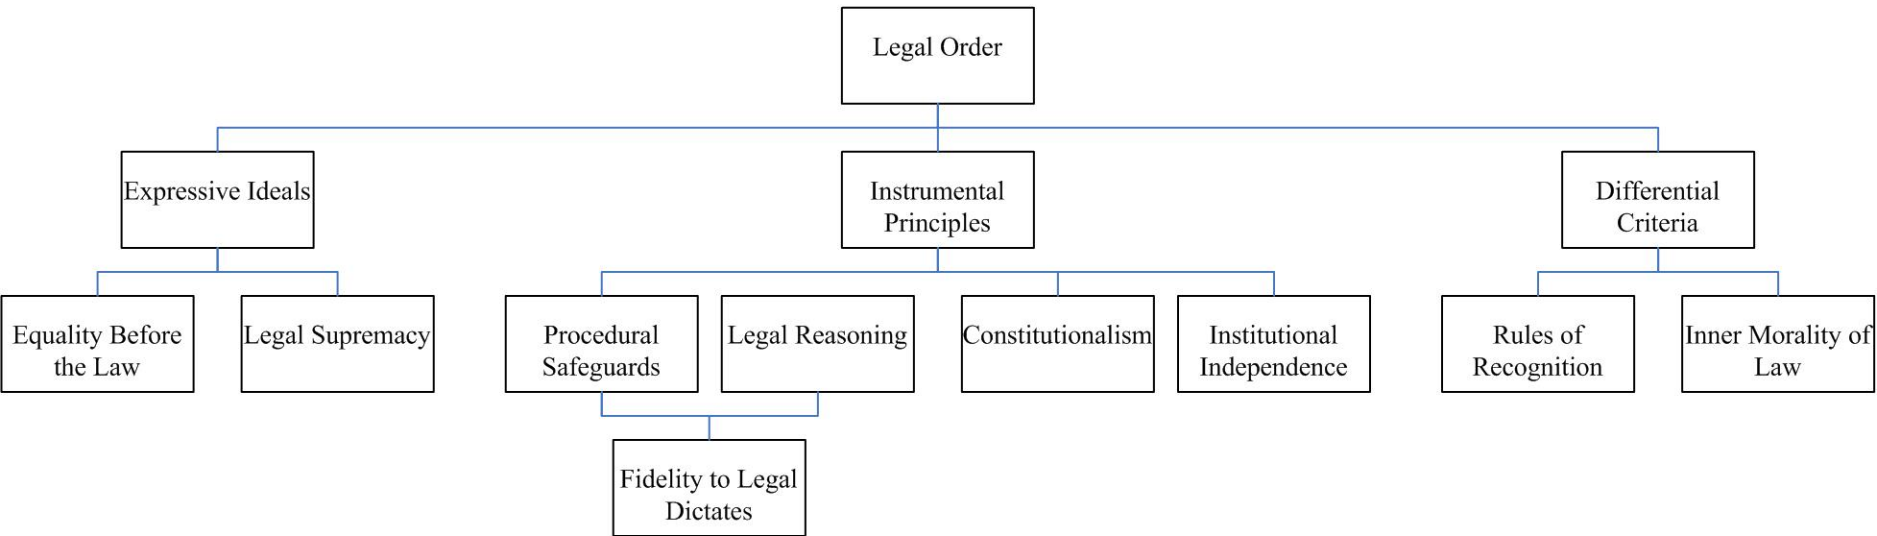 Legal Order
Expressive Ideals
Instrumental
Principles
Differential
Criteria
Equality Before
the Law
Legal Supremacy
Procedural
Safeguards
Legal Reasoning
Constitutionalism
Institutional
Independence
Rules of
Recognition
Inner Morality of
Law
Fidelity to Legal
Dictates